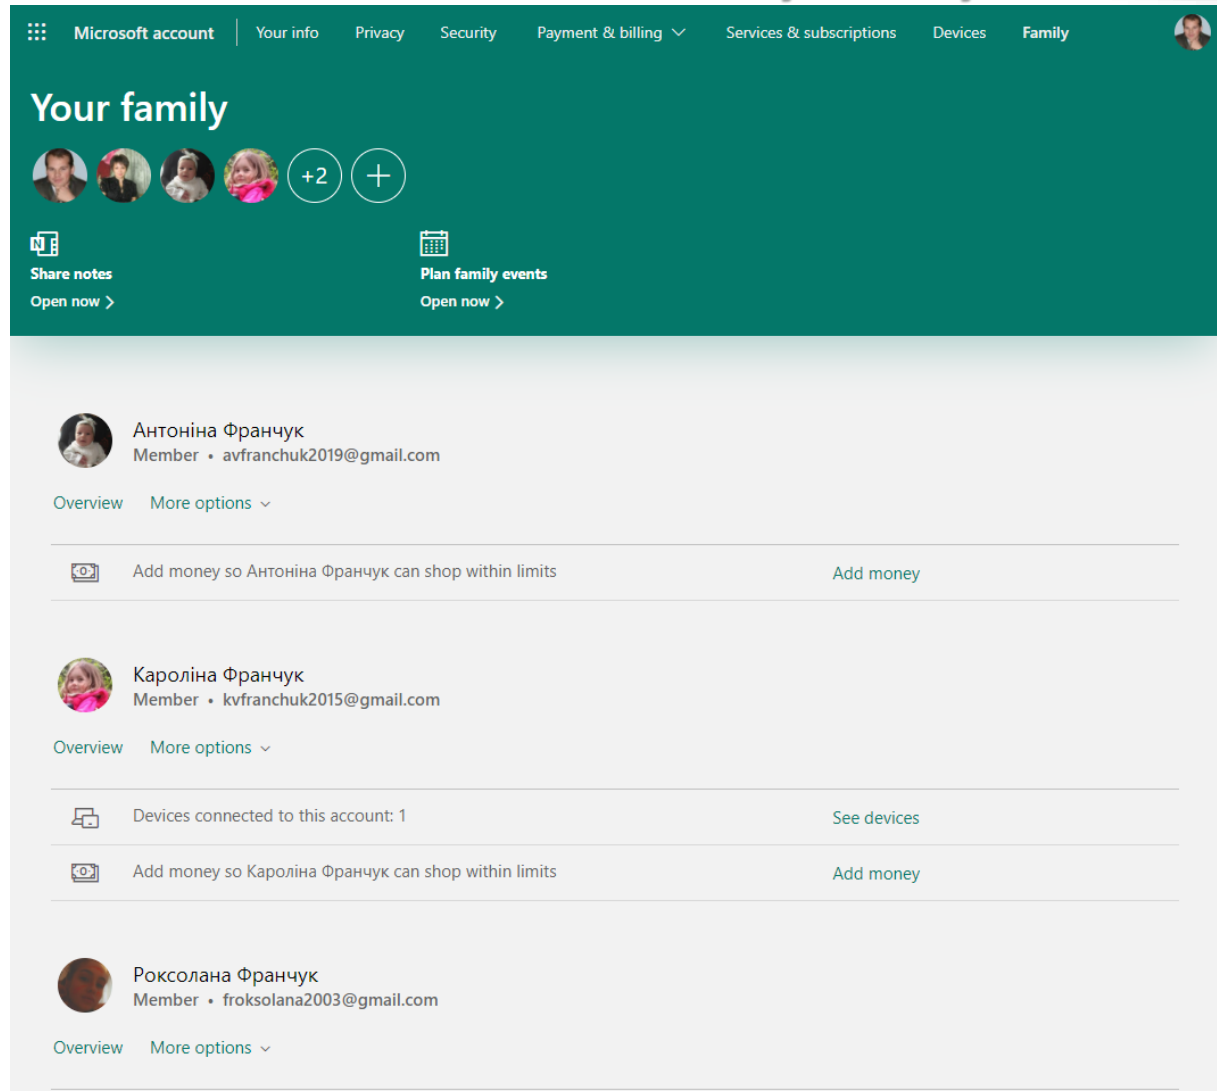 Microsoft account Your info Privacy Security Payment & billing Services & subscriptions Devices Family
Your family
+2
Share notes
Open now
Plan family events
Open now
Антоніна Франчук
Member • avfranchuk2019@gmail.com
Overview More options
Add money so Антоніна Франчук can shop within limits Add money
Кароліна Франчук
Member • kvfranchuk2015@gmail.com
Overview More options
Devices connected to this account: 1 See devices
Add money so Кароліна Франчук can shop within limits Add money
Роксолана Франчук
Member • froksolana2003@gmail.com
Overview More options